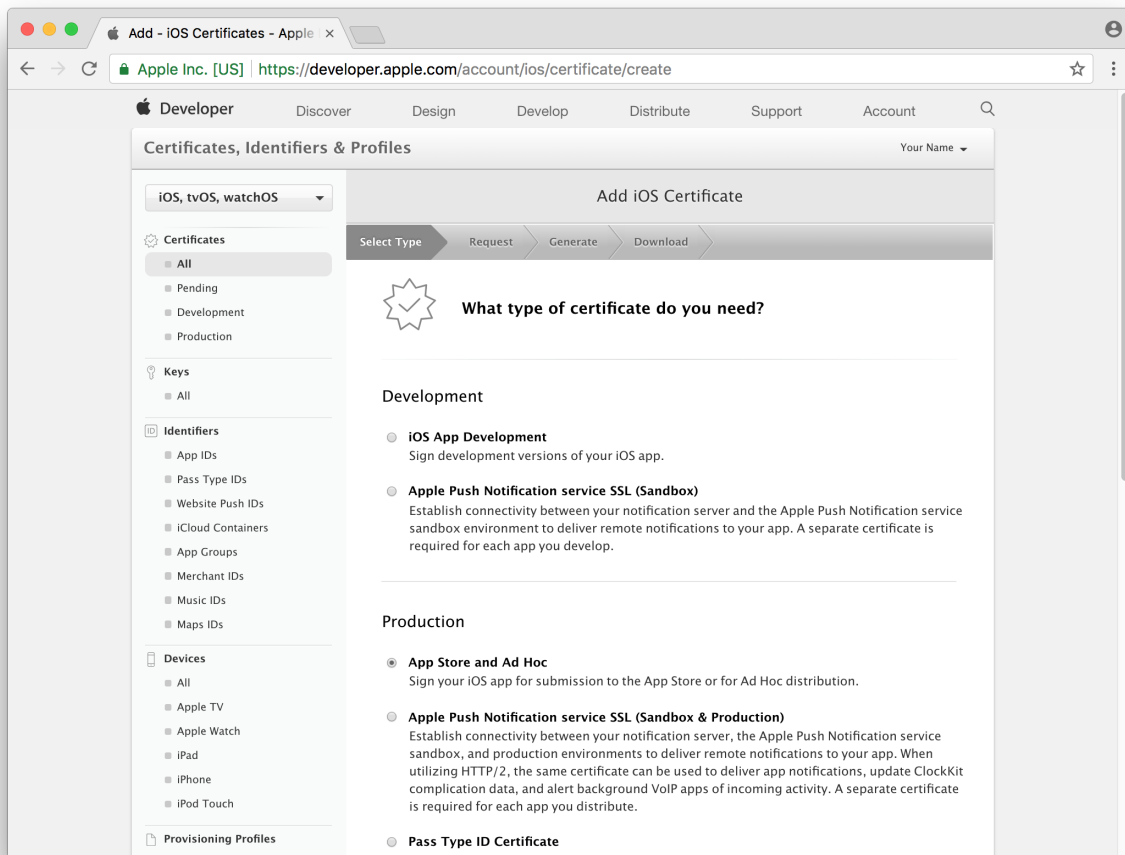 Add - iOS Certificates - Apple
Apple Inc. [US] https://developer.apple.com/account/ios/certificate/create
Developer Discover Design Develop Distribute Support Account
Certificates, Identifiers & Profiles
Your Name
iOS, tvOS, watchOS
Certificates
All
Pending
Development
Production
Keys
All
ID Identifiers
App IDs
Pass Type IDs
Website Push IDs
iCloud Containers
App Groups
Merchant IDs
Music IDs
Maps IDs
Devices
All
Apple TV
Apple Watch
iPad
iPhone
iPod Touch
Provisioning Profiles
Add iOS Certificate
Select Type Request Generate Download
What type of certificate do you need?
Development
iOS App Development
Sign development versions of your iOS app.
Apple Push Notification service SSL (Sandbox)
Establish connectivity between your notification server and the Apple Push Notification service
sandbox environment to deliver remote notifications to your app. A separate certificate is
required for each app you develop.
Production
App Store and Ad Hoc
Sign your iOS app for submission to the App Store or for Ad Hoc distribution.
Apple Push Notification service SSL (Sandbox & Production)
Establish connectivity between your notification server, the Apple Push Notification service
sandbox, and production environments to deliver remote notifications to your app. When
utilizing HTTP/2, the same certificate can be used to deliver app notifications, update ClockKit
complication data, and alert background VoIP apps of incoming activity. A separate certificate
is required for each app you distribute.
Pass Type ID Certificate